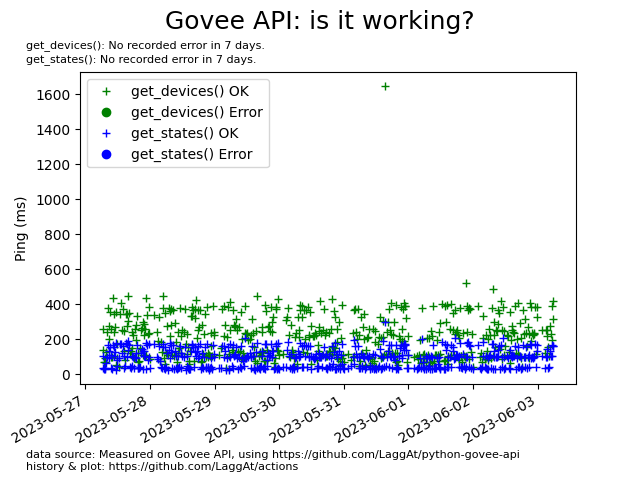 Govee API: is it working?
get_devices(): No recorded error in 7 days.
get_states(): No recorded error in 7 days.
get_devices() OK
get_devices() Error
get_states() OK
get_states() Error
Ping (ms)
1600
1400
1200
1000
800
600
400
200
0
2023-05-27
2023-05-28
2023-05-29
2023-05-30
2023-05-31
2023-06-01
2023-06-02
2023-06-03
data source: Measured on Govee API, using https://github.com/LaggAt/python-govee-api
history & plot: https://github.com/LaggAt/actions